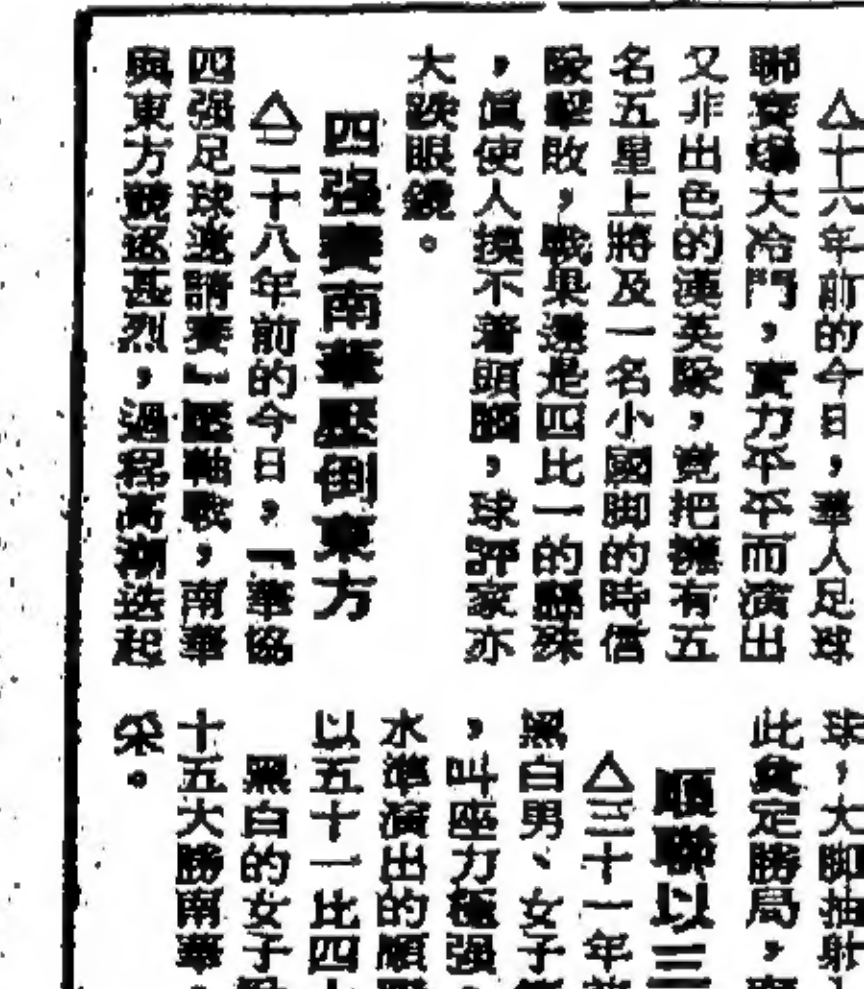 △十六年前的今日，華人足球
聯賽爆大冷門，實力平平而演出
又非出色的漢英隊，竟把擁有五
名五里上將及一名小國脚的時信
隊擊敗，戰果還是四比一的懸殊
，眞使人摸不着頭腦，球評家亦
大跌眼鏡。
四强賽南華壓倒東方
△二十八年前的今日，「華協
四强足球邀請賽」壓軸戰，南華
與東方競逐甚烈，過程高潮迭起
球，大脚抽射
此奠定勝局，
順聯以三
△三十一年
黑白男、女子
，叫座力極强
水準演出的順
以五十一比四
黑白的女子
十五大勝南華
采。